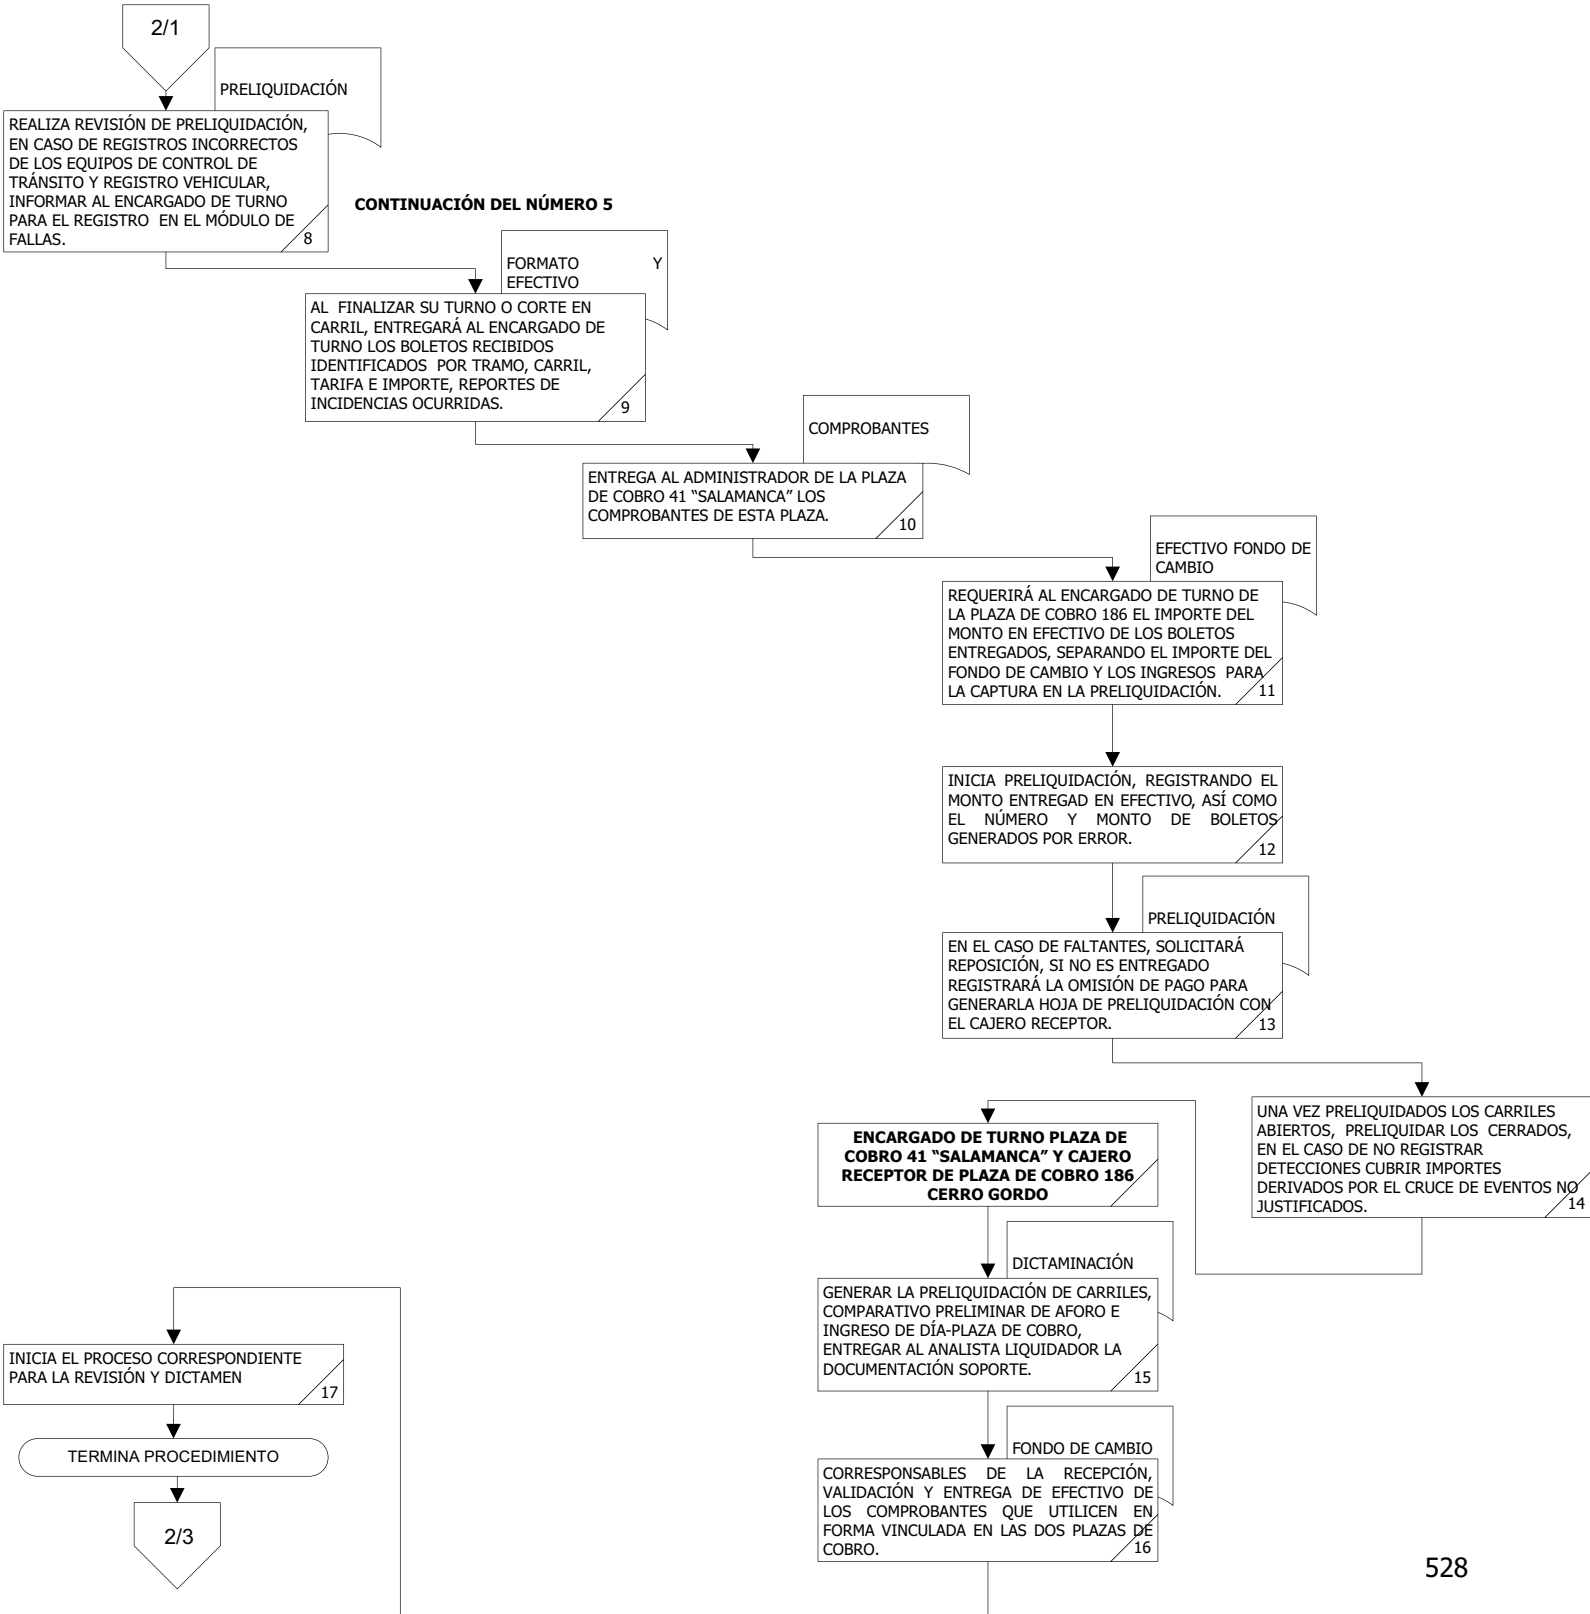 2/1
PRELIQUIDACIÓN
REALIZA REVISIÓN DE PRELIQUIDACIÓN,
EN CASO DE REGISTROS INCORRECTOS
DE LOS EQUIPOS DE CONTROL DE
TRÁNSITO Y REGISTRO VEHICULAR,
INFORMAR AL ENCARGADO DE TURNO
PARA EL REGISTRO EN EL MÓDULO DE
FALLAS.
8
CONTINUACIÓN DEL NÚMERO 5
FORMATO Y
EFECTIVO
AL FINALIZAR SU TURNO O CORTE EN
CARRIL, ENTREGARÁ AL ENCARGADO DE
TURNO LOS BOLETOS RECIBIDOS
IDENTIFICADOS POR TRAMO, CARRIL,
TARIFA E IMPORTE, REPORTES DE
INCIDENCIAS OCURRIDAS.
9
COMPROBANTES
ENTREGA AL ADMINISTRADOR DE LA PLAZA
DE COBRO 41 “SALAMANCA” LOS
COMPROBANTES DE ESTA PLAZA.
10
EFECTIVO FONDO DE
CAMBIO
REQUERIRÁ AL ENCARGADO DE TURNO DE
LA PLAZA DE COBRO 186 EL IMPORTE DEL
MONTO EN EFECTIVO DE LOS BOLETOS
ENTREGADOS, SEPARANDO EL IMPORTE DEL
FONDO DE CAMBIO Y LOS INGRESOS PARA
LA CAPTURA EN LA PRELIQUIDACIÓN.
11
INICIA PRELIQUIDACIÓN, REGISTRANDO EL
MONTO ENTREGAD EN EFECTIVO, ASÍ COMO
EL NÚMERO Y MONTO DE BOLETOS
GENERADOS POR ERROR.
12
PRELIQUIDACIÓN
EN EL CASO DE FALTANTES, SOLICITARÁ
REPOSICIÓN, SI NO ES ENTREGADO
REGISTRARÁ LA OMISIÓN DE PAGO PARA
GENERARLA HOJA DE PRELIQUIDACIÓN CON
EL CAJERO RECEPTOR.
13
UNA VEZ PRELIQUIDADOS LOS CARRILES
ABIERTOS, PRELIQUIDAR LOS CERRADOS,
EN EL CASO DE NO REGISTRAR
DETECCIONES CUBRIR IMPORTES
DERIVADOS POR EL CRUCE DE EVENTOS NO
JUSTIFICADOS.
14
ENCARGADO DE TURNO PLAZA DE
COBRO 41 “SALAMANCA” Y CAJERO
RECEPTOR DE PLAZA DE COBRO 186
CERRO GORDO
DICTAMINACIÓN
GENERAR LA PRELIQUIDACIÓN DE CARRILES,
COMPARATIVO PRELIMINAR DE AFORO E
INGRESO DE DÍA-PLAZA DE COBRO,
ENTREGAR AL ANALISTA LIQUIDADOR LA
DOCUMENTACIÓN SOPORTE.
15
FONDO DE CAMBIO
CORRESPONSABLES DE LA RECEPCIÓN,
VALIDACIÓN Y ENTREGA DE EFECTIVO DE
LOS COMPROBANTES QUE UTILICEN EN
FORMA VINCULADA EN LAS DOS PLAZAS DE
COBRO.
16
INICIA EL PROCESO CORRESPONDIENTE
PARA LA REVISIÓN Y DICTAMEN
17
TERMINA PROCEDIMIENTO
2/3
528